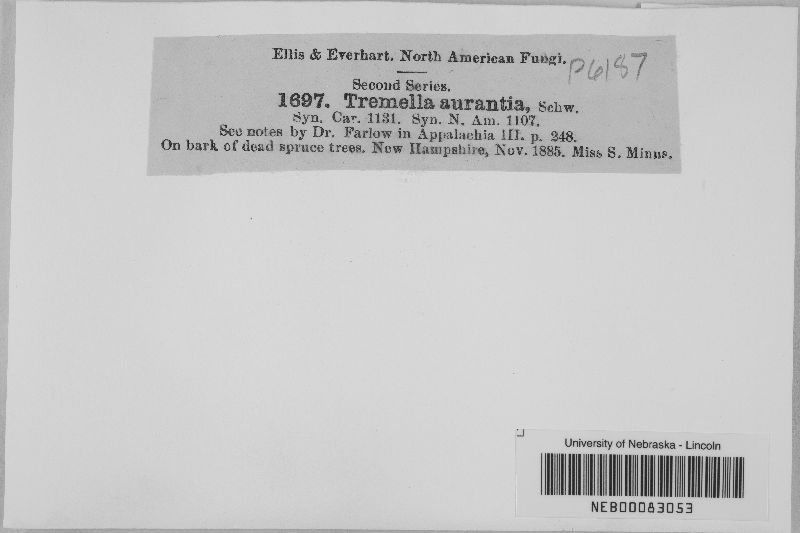 Ellis & Everhart. North American Fungi.
P6187
Second Series.
1697. Tremella aurantia, Schw.
Syn. Car. 1131. Syn. N. Am. 1107.
See notes by Dr. Farlow in Appalachia III. p. 248.
On bark of dead spruce trees. New Hampshire, Nov. 1885. Miss S. Minns.
University of Nebraska - Lincoln
NEB00083053